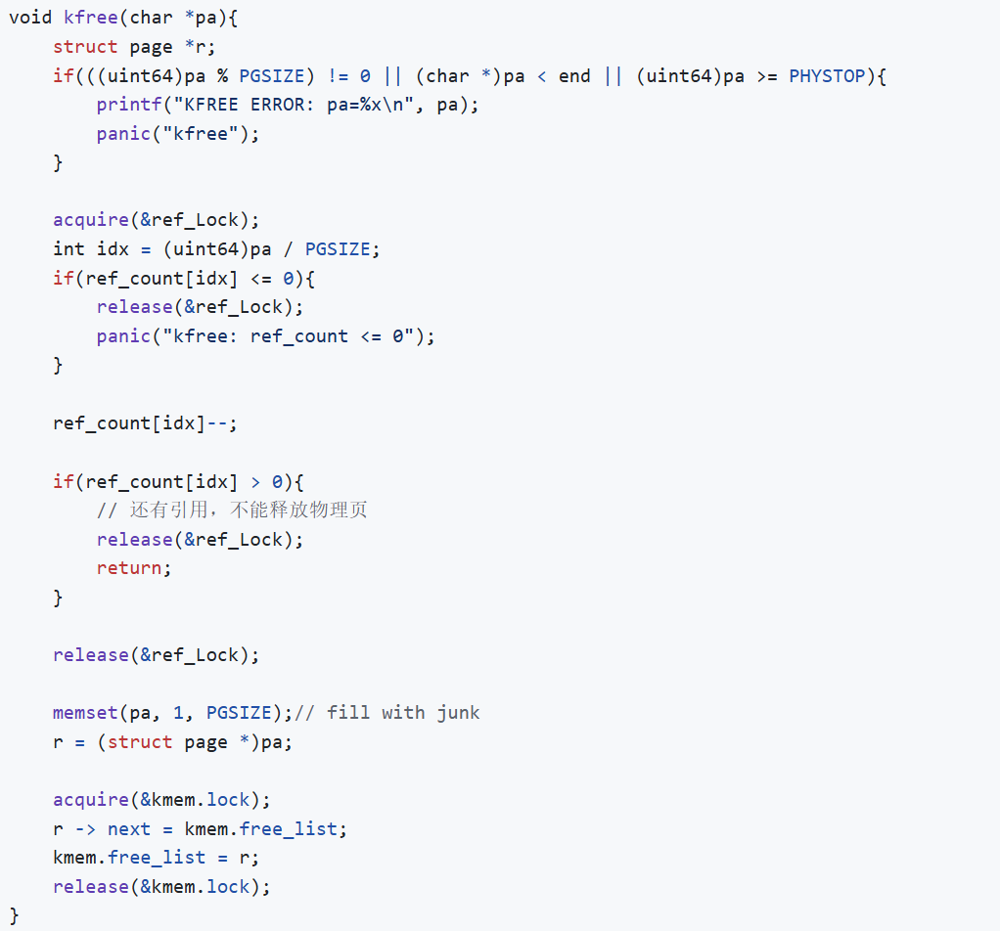 void kfree(char *pa){
    struct page *r;
    if(((uint64)pa % PGSIZE) != 0 || (char *)pa < end || (uint64)pa >= PHYSTOP){
        printf("KFREE ERROR: pa=%x\n", pa);
        panic("kfree");
    }

    acquire(&ref_Lock);
    int idx = (uint64)pa / PGSIZE;
    if(ref_count[idx] <= 0){
        release(&ref_Lock);
        panic("kfree: ref_count <= 0");
    }

    ref_count[idx]--;

    if(ref_count[idx] > 0){
        // 还有引用，不能释放物理页
        release(&ref_Lock);
        return;
    }

    release(&ref_Lock);

    memset(pa, 1, PGSIZE);// fill with junk
    r = (struct page *)pa;

    acquire(&kmem.lock);
    r -> next = kmem.free_list;
    kmem.free_list = r;
    release(&kmem.lock);
}